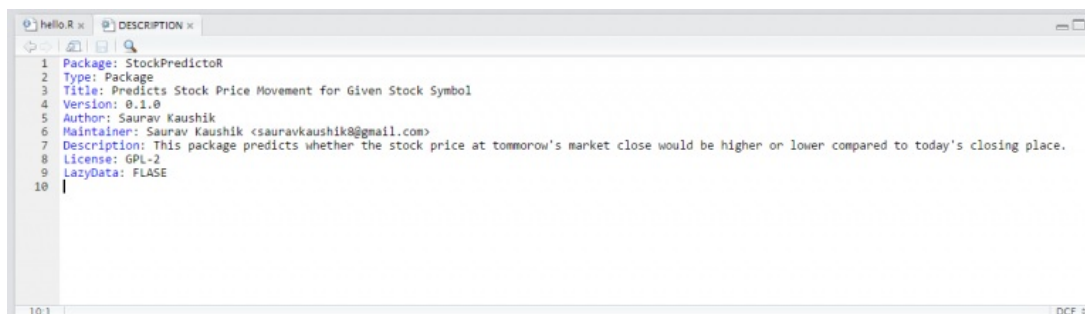 hello.R × DESCRIPTION ×
1 Package: StockPredictoR
2 Type: Package
3 Title: Predicts Stock Price Movement for Given Stock Symbol
4 Version: 0.1.0
5 Author: Saurav Kaushik
6 Maintainer: Saurav Kaushik <sauravkaushik8@gmail.com>
7 Description: This package predicts whether the stock price at tommorow's market close would be higher or lower compared to today's closing place.
8 License: GPL-2
9 LazyData: FLASE
10
10:1 DCF